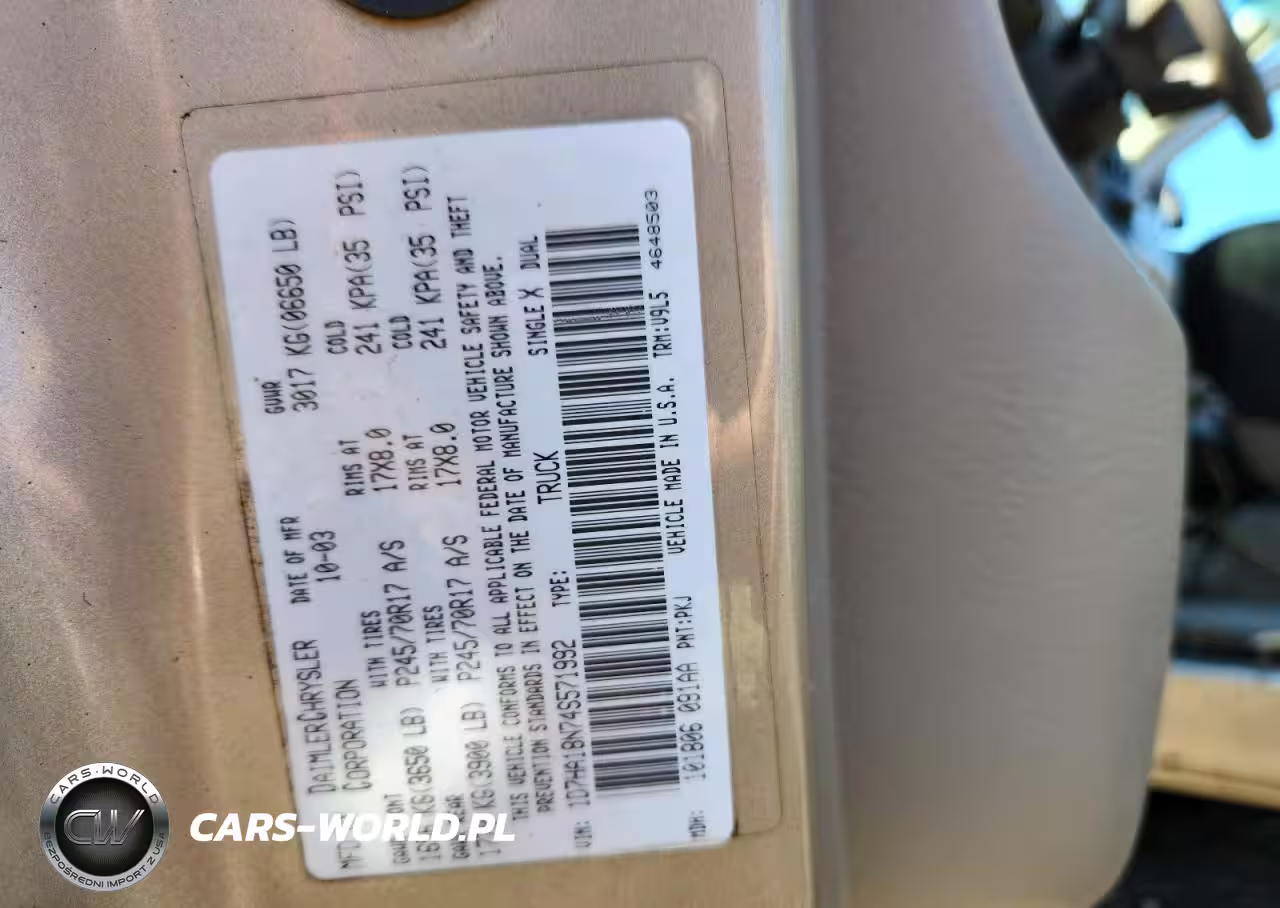 MFD DAIMLERCHRYSLER DATE OF MFR GVWR
CORPORATION 10-03 3017 KG(06650 LB)
WITH TIRES RIMS AT COLD
KG(3650 LB) P245/70R17 A/S 17X8.0 241 KPA(35 PSI)
WITH TIRES RIMS AT COLD
KG(3900 LB) P245/70R17 A/S 17X8.0 241 KPA(35 PSI)
THIS VEHICLE CONFORMS TO ALL APPLICABLE FEDERAL MOTOR VEHICLE SAFETY AND THEFT
PREVENTION STANDARDS IN EFFECT ON THE DATE OF MANUFACTURE SHOWN ABOVE.
VIN: 1D7HA18N74S571992 TYPE: TRUCK SINGLE X DUAL
MDH: 101806 091AA PNT:PKJ VEHICLE MADE IN U.S.A. TRM:V9L5 4648503
CARS-WORLD
CW
BEZPOŚREDNI IMPORT Z USA
CARS-WORLD.PL